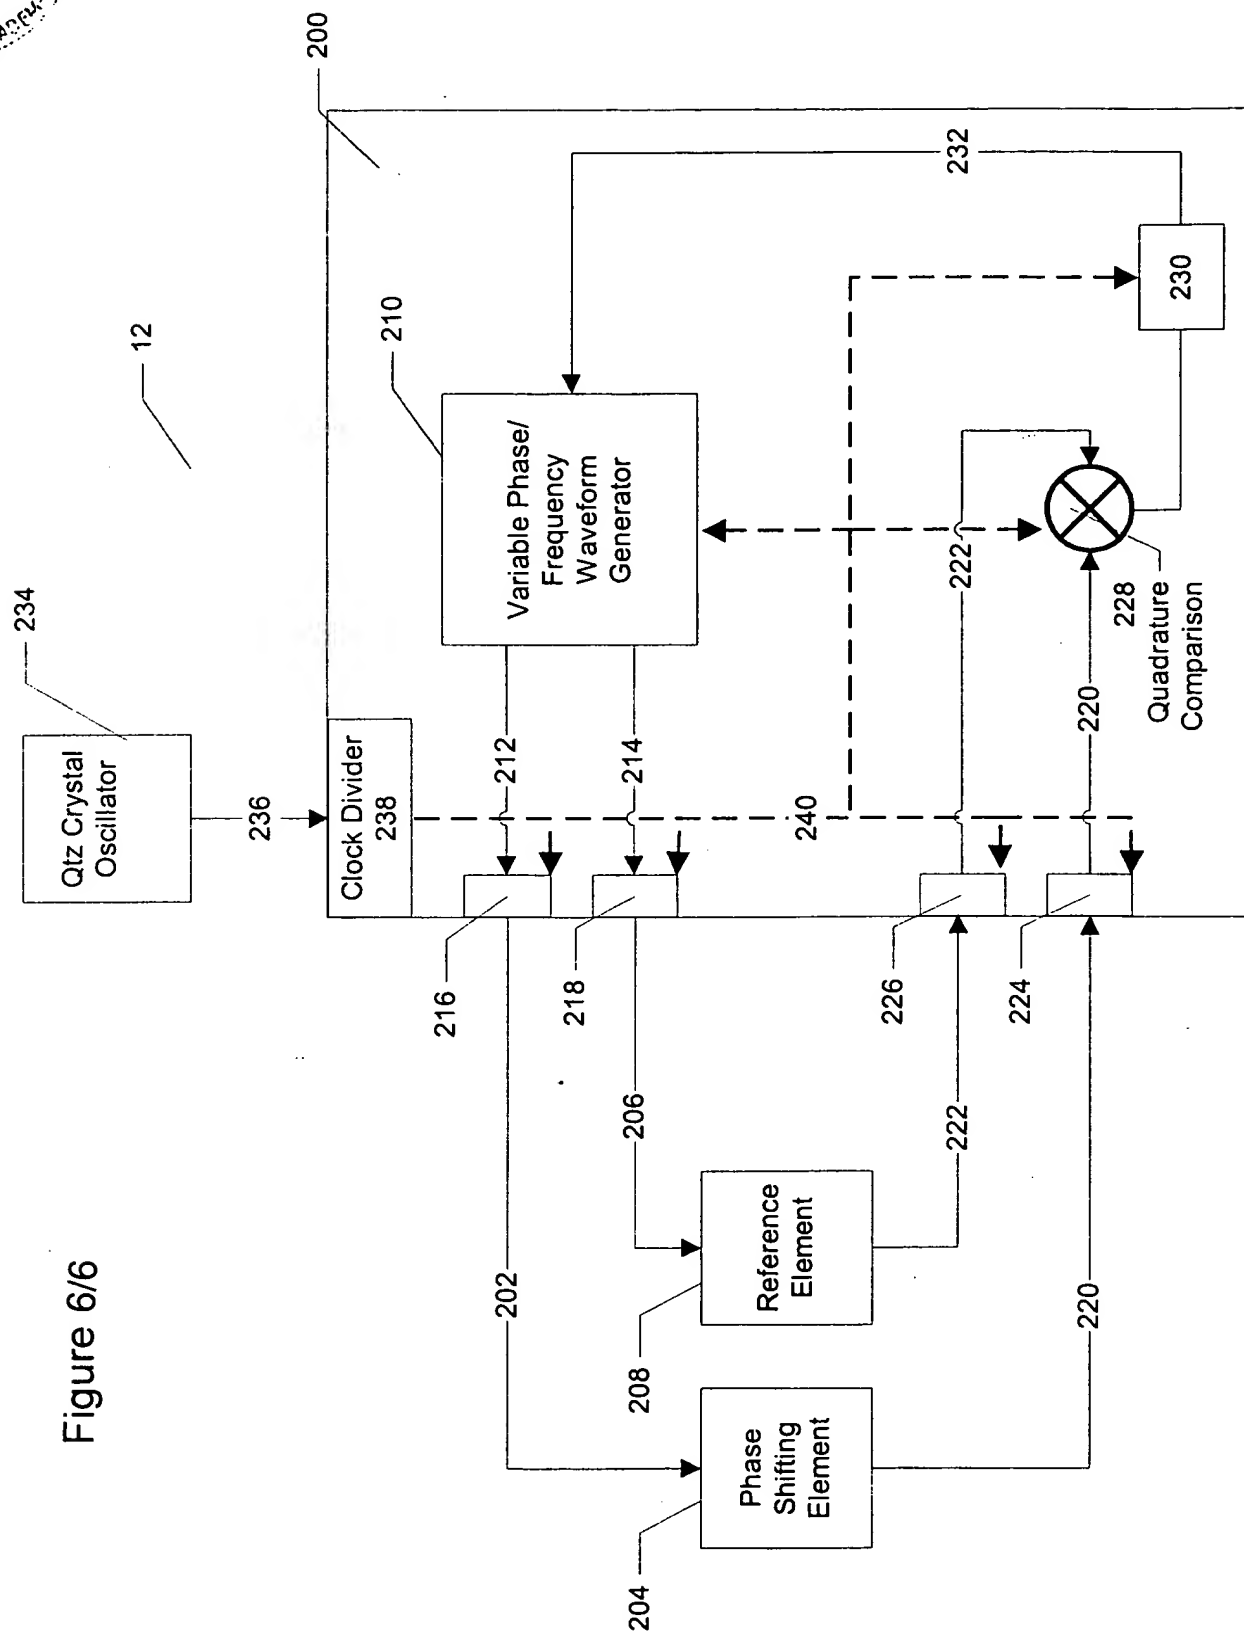 Figure 6/6
12
200
234
Qtz Crystal
Oscillator
236
Clock Divider
238
210
Variable Phase/
Frequency
Waveform
Generator
212
214
216
218
202
206
232
240
230
222
220
228
Quadrature
Comparison
226
224
208
Reference
Element
222
204
Phase
Shifting
Element
220